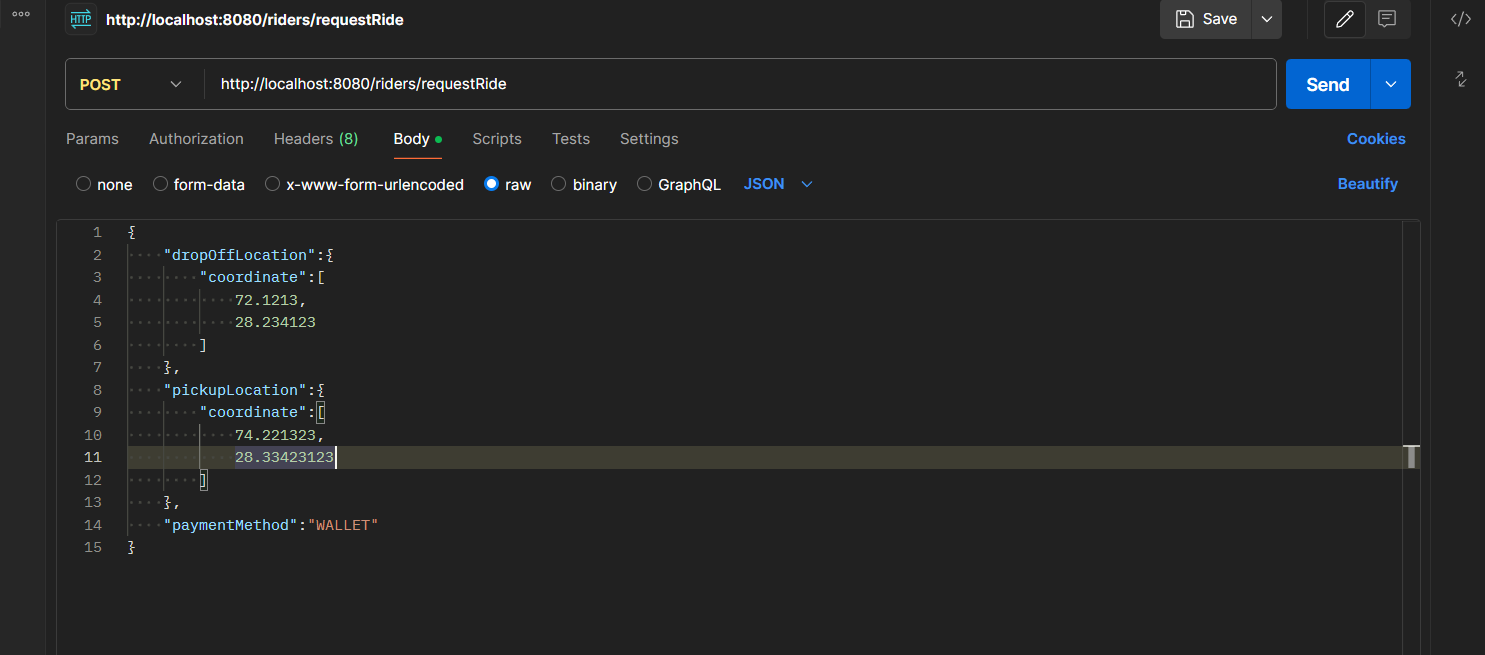 HTTP http://localhost:8080/riders/requestRide Save
POST http://localhost:8080/riders/requestRide Send
Params Authorization Headers (8) Body Scripts Tests Settings Cookies
none form-data x-www-form-urlencoded raw binary GraphQL JSON Beautify
1 {
2 "dropOffLocation":{
3 "coordinate":[
4 72.1213,
5 28.234123
6 ]
7 },
8 "pickupLocation":{
9 "coordinate":[
10 74.221323,
11 28.33423123
12 ]
13 },
14 "paymentMethod":"WALLET"
15 }